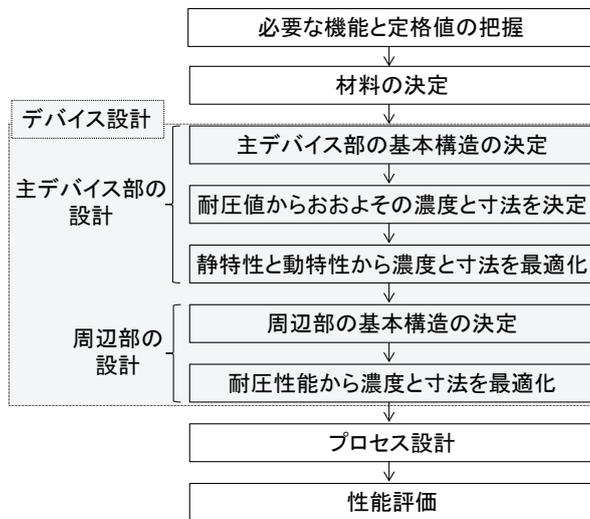 必要な機能と定格値の把握
材料の決定
デバイス設計
主デバイス部の基本構造の決定
主デバイス部の
設計
耐圧値からおおよその濃度と寸法を決定
静特性と動特性から濃度と寸法を最適化
周辺部の基本構造の決定
周辺部の
設計
耐圧性能から濃度と寸法を最適化
プロセス設計
性能評価